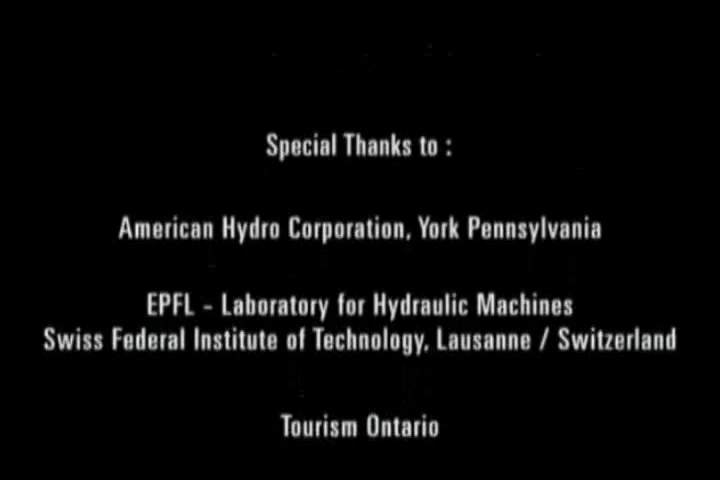 Special Thanks to :
American Hydro Corporation, York Pennsylvania
EPFL - Laboratory for Hydraulic Machines
Swiss Federal Institute of Technology, Lausanne / Switzerland
Tourism Ontario